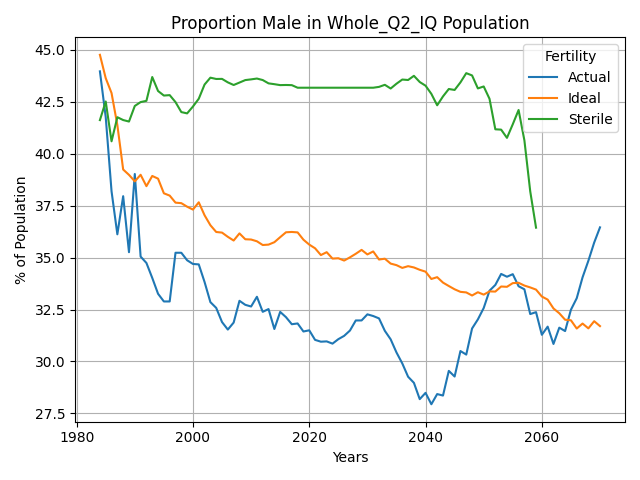 Proportion Male in Whole_Q2_IQ Population
45.0
42.5
40.0
37.5
35.0
32.5
30.0
27.5
% of Population
Fertility
Actual
Ideal
Sterile
1980
2000
2020
2040
2060
Years